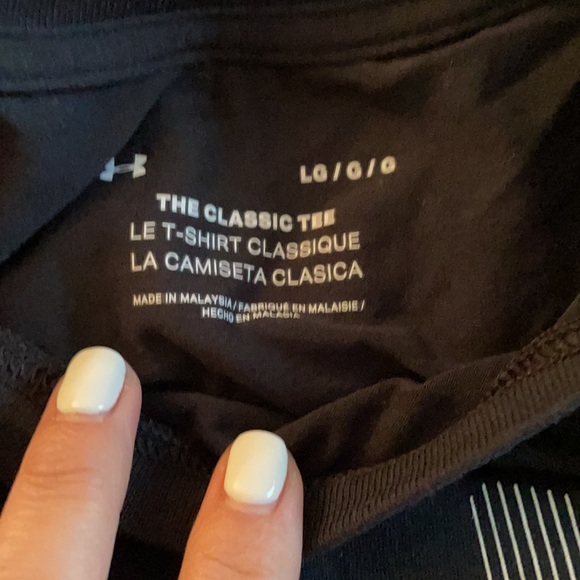 LG / G / G
THE CLASSIC TEE
LE T-SHIRT CLASSIQUE
LA CAMISETA CLASICA
MADE IN MALAYSIA / FABRIQUÉ EN MALAISIE /
HECHO EN MALASIA